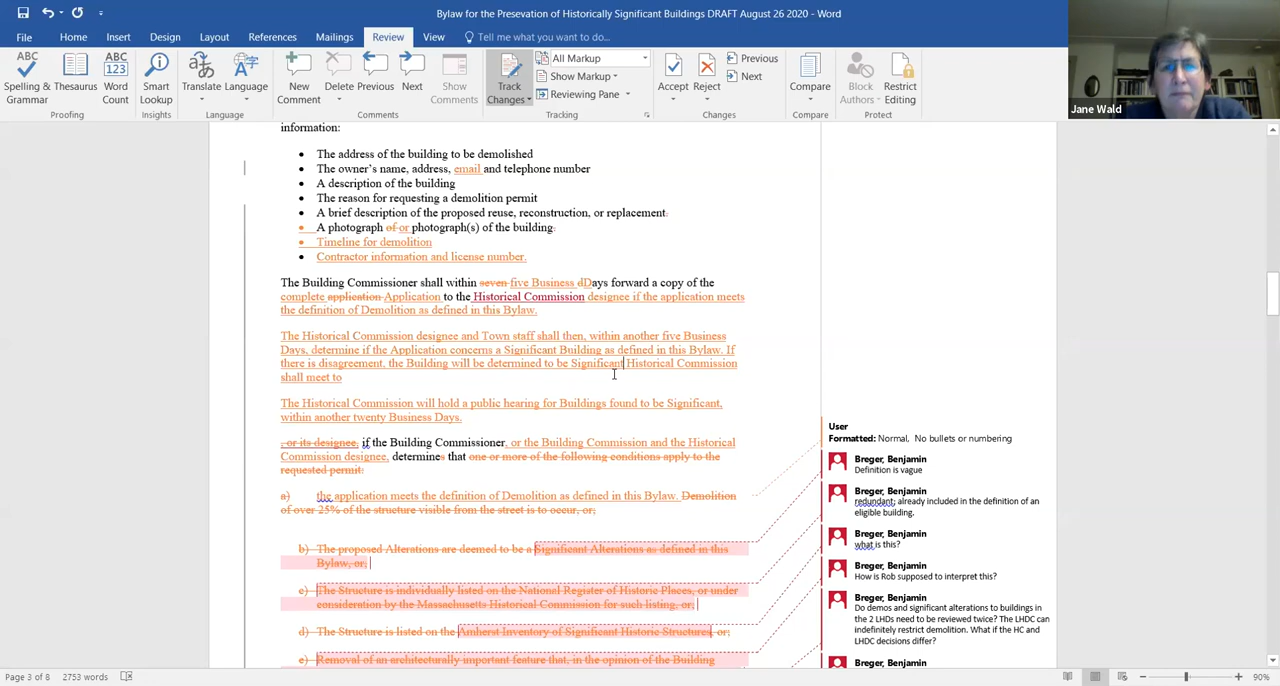 Bylaw for the Presevation of Historically Significant Buildings DRAFT August 26 2020 - Word
File Home Insert Design Layout References Mailings Review View Tell me what you want to do...
ABC ABC 123
Spelling & Grammar Thesaurus Word Count Smart Lookup Translate Language New Comment Delete Previous Next Show Comments Track Changes All Markup Show Markup Reviewing Pane Accept Reject Previous Next Compare Block Authors Restrict Editing
Proofing Insights Language Comments Tracking Changes Compare Protect
Jane Wald
information:
• The address of the building to be demolished
• The owner's name, address, email and telephone number
• A description of the building
• The reason for requesting a demolition permit
• A brief description of the proposed reuse, reconstruction, or replacement.
• A photograph of or photograph(s) of the building.
• Timeline for demolition
• Contractor information and license number.
The Building Commissioner shall within seven five Business dDays forward a copy of the
complete application Application to the Historical Commission designee if the application meets
the definition of Demolition as defined in this Bylaw.
The Historical Commission designee and Town staff shall then, within another five Business
Days, determine if the Application concerns a Significant Building as defined in this Bylaw. If
there is disagreement, the Building will be determined to be Significant Historical Commission
shall meet to
The Historical Commission will hold a public hearing for Buildings found to be Significant,
within another twenty Business Days.
, or its designee, if the Building Commissioner, or the Building Commission and the Historical
Commission designee, determines that one or more of the following conditions apply to the
requested permit:
a) the application meets the definition of Demolition as defined in this Bylaw. Demolition
of over 25% of the structure visible from the street is to occur, or;
b) The proposed Alterations are deemed to be a Significant Alterations as defined in this
Bylaw, or;
c) The Structure is individually listed on the National Register of Historic Places, or under
consideration by the Massachusetts Historical Commission for such listing, or;
d) The Structure is listed on the Amherst Inventory of Significant Historic Structures, or;
e) Removal of an architecturally important feature that, in the opinion of the Building
User
Formatted: Normal, No bullets or numbering
Breger, Benjamin
Definition is vague
Breger, Benjamin
redundant; already included in the definition of an
eligible building.
Breger, Benjamin
what is this?
Breger, Benjamin
How is Rob supposed to interpret this?
Breger, Benjamin
Do demos and significant alterations to buildings in
the 2 LHDs need to be reviewed twice? The LHDC can
indefinitely restrict demolition. What if the HC and
LHDC decisions differ?
Breger, Benjamin
Page 3 of 8 2753 words 90%